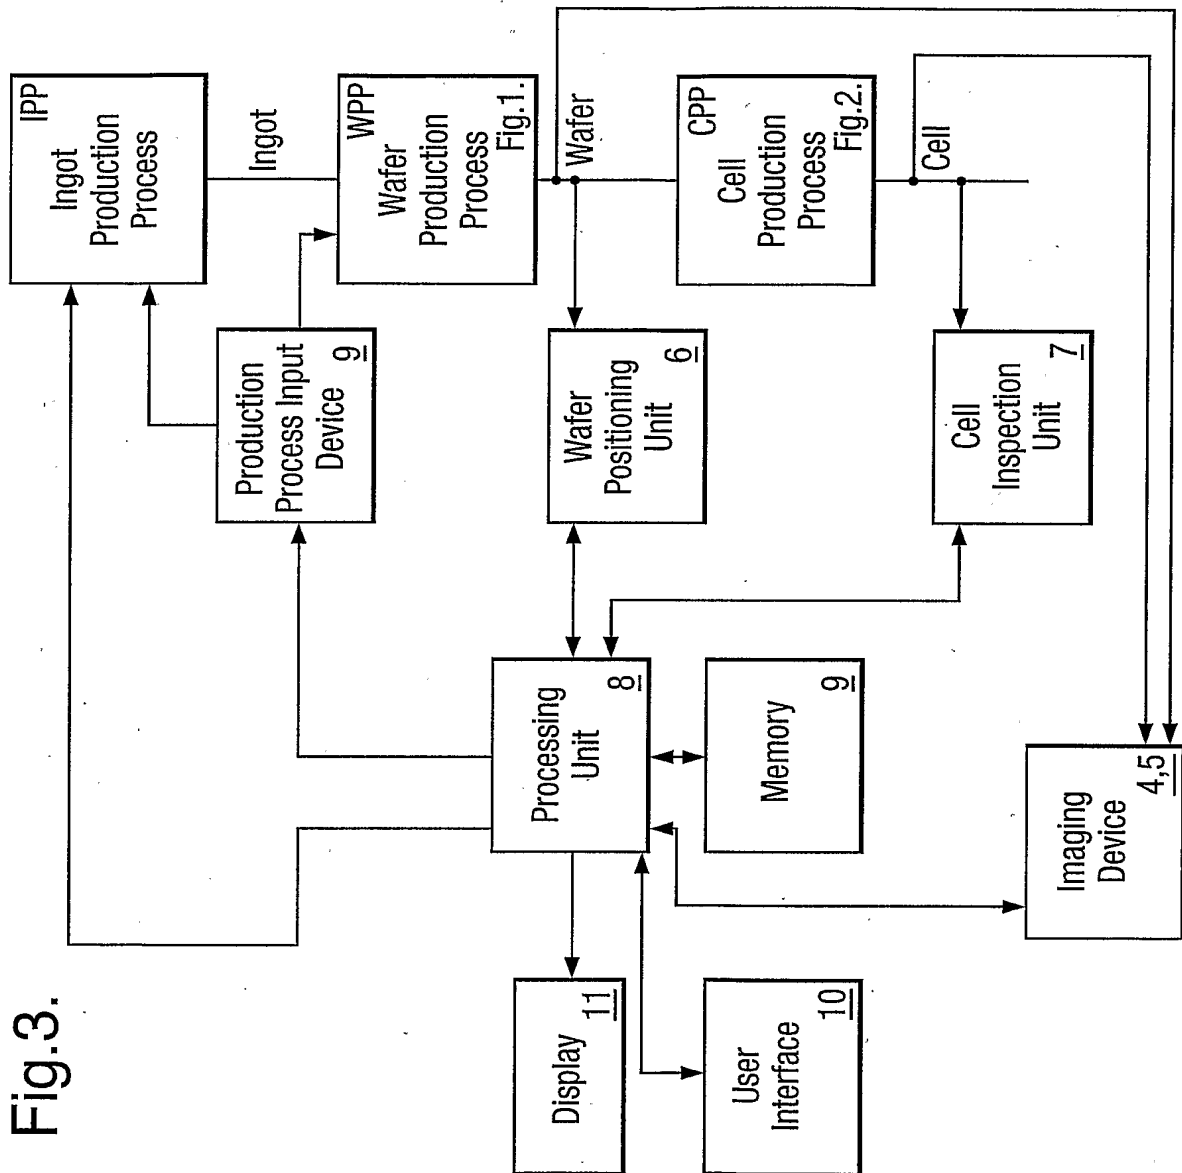 Fig.3.
IPP
Ingot
Production
Process
Ingot
WPP
Wafer
Production
Process
Fig.1.
Wafer
CPP
Cell
Production
Process
Fig.2.
Cell
Production
Process Input
Device
9
Wafer
Positioning
Unit
6
Cell
Inspection
Unit
7
Processing
Unit
8
Memory
9
Imaging
Device
4,5
Display
11
User
Interface
10